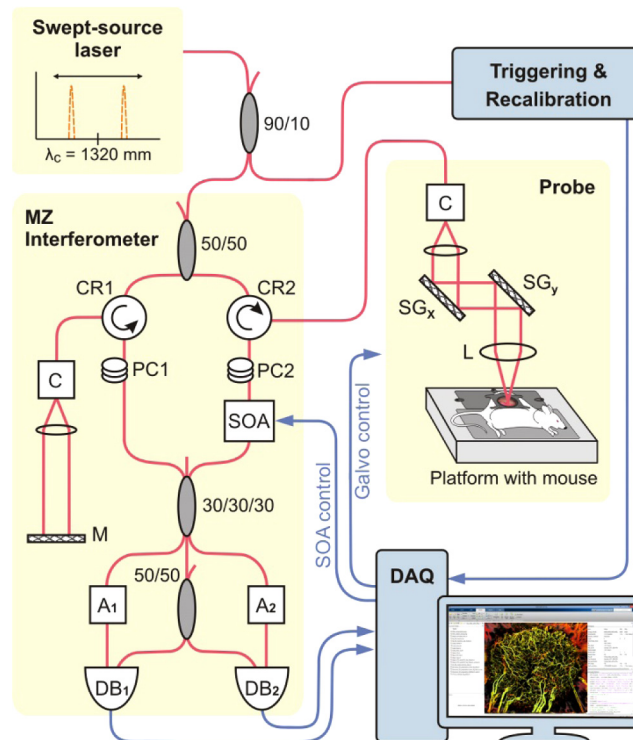 Swept-source
laser
λc = 1320 mm
90/10
Triggering &
Recalibration
MZ
Interferometer
50/50
CR1
CR2
C
PC1
PC2
SOA
M
30/30/30
50/50
A1
A2
DB1
DB2
Probe
C
SGx
SGy
L
Platform with mouse
SOA control
Galvo control
DAQ